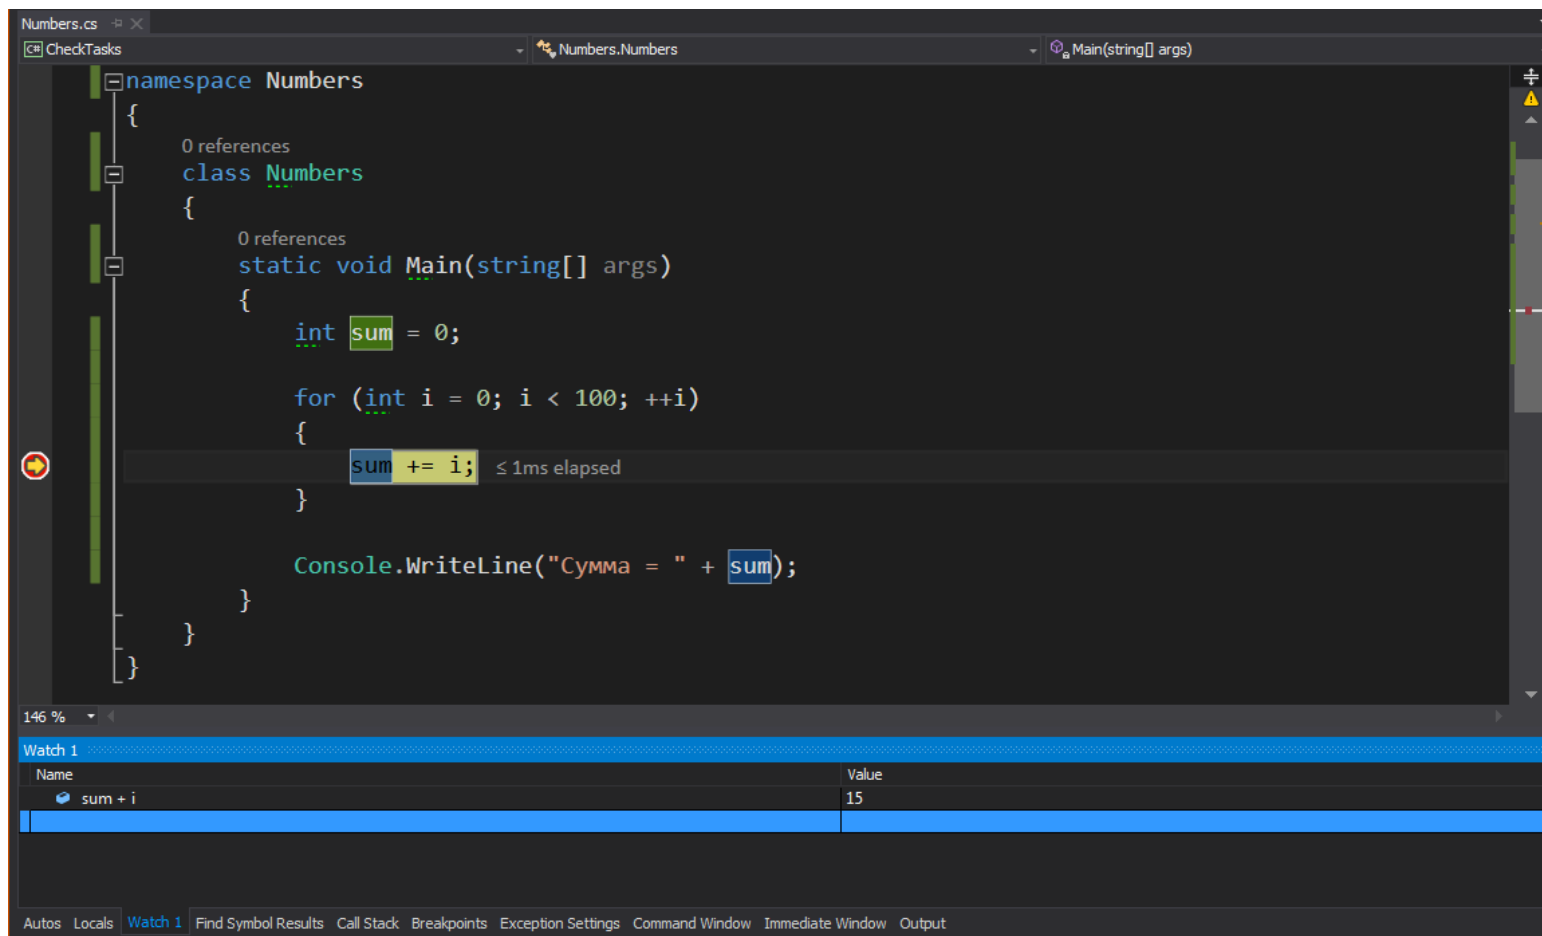 Numbers.cs
C# CheckTasks Numbers.Numbers Main(string[] args)
namespace Numbers
{
0 references
class Numbers
{
0 references
static void Main(string[] args)
{
int sum = 0;
for (int i = 0; i < 100; ++i)
{
sum += i; ≤ 1ms elapsed
}
Console.WriteLine("Сумма = " + sum);
}
}
}
146 %
Watch 1
Name Value
sum + i 15
Autos Locals Watch 1 Find Symbol Results Call Stack Breakpoints Exception Settings Command Window Immediate Window Output